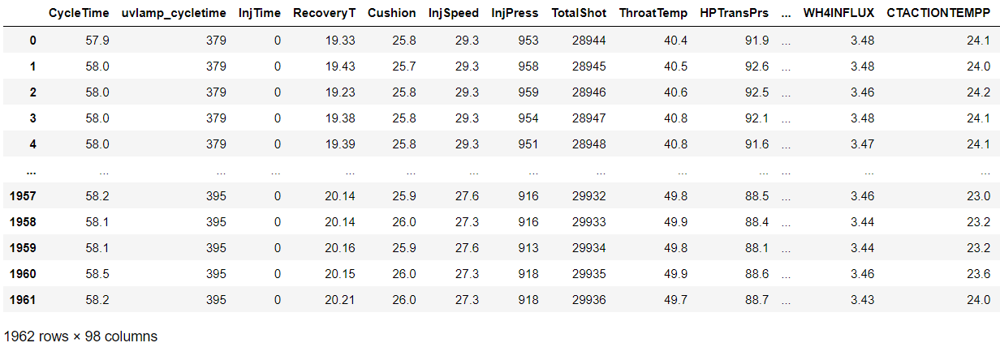 CycleTime uvlamp_cycletime InjTime RecoveryT Cushion InjSpeed InjPress TotalShot ThroatTemp HPTransPrs ... WH4INFLUX CTACTIONTEMPP
0 57.9 379 0 19.33 25.8 29.3 953 28944 40.4 91.9 ... 3.48 24.1
1 58.0 379 0 19.43 25.7 29.3 958 28945 40.5 92.6 ... 3.48 24.0
2 58.0 379 0 19.23 25.8 29.3 959 28946 40.6 92.5 ... 3.46 24.2
3 58.0 379 0 19.38 25.8 29.3 954 28947 40.8 92.1 ... 3.48 24.1
4 58.0 379 0 19.39 25.8 29.3 951 28948 40.8 91.6 ... 3.47 24.1
... ... ... ... ... ... ... ... ... ... ... ... ... ...
1957 58.2 395 0 20.14 25.9 27.6 916 29932 49.8 88.5 ... 3.46 23.0
1958 58.1 395 0 20.14 26.0 27.3 916 29933 49.9 88.4 ... 3.44 23.2
1959 58.1 395 0 20.16 25.9 27.6 913 29934 49.8 88.1 ... 3.44 23.2
1960 58.5 395 0 20.15 26.0 27.3 918 29935 49.9 88.6 ... 3.46 23.6
1961 58.2 395 0 20.21 26.0 27.3 918 29936 49.7 88.7 ... 3.43 24.0
1962 rows × 98 columns